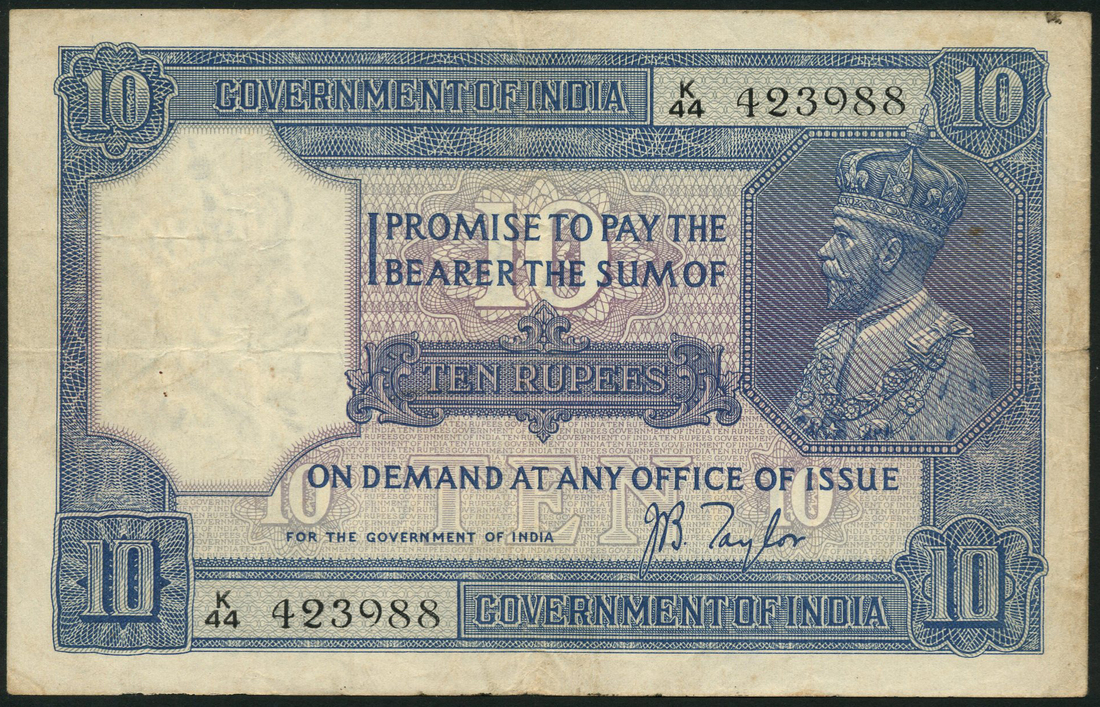 10 GOVERNMENT OF INDIA K/44 423988 10
10
I PROMISE TO PAY THE
BEARER THE SUM OF
TEN RUPEES
ON DEMAND AT ANY OFFICE OF ISSUE
10 TEN 10
FOR THE GOVERNMENT OF INDIA JB Taylor
10 K/44 423988 GOVERNMENT OF INDIA 10